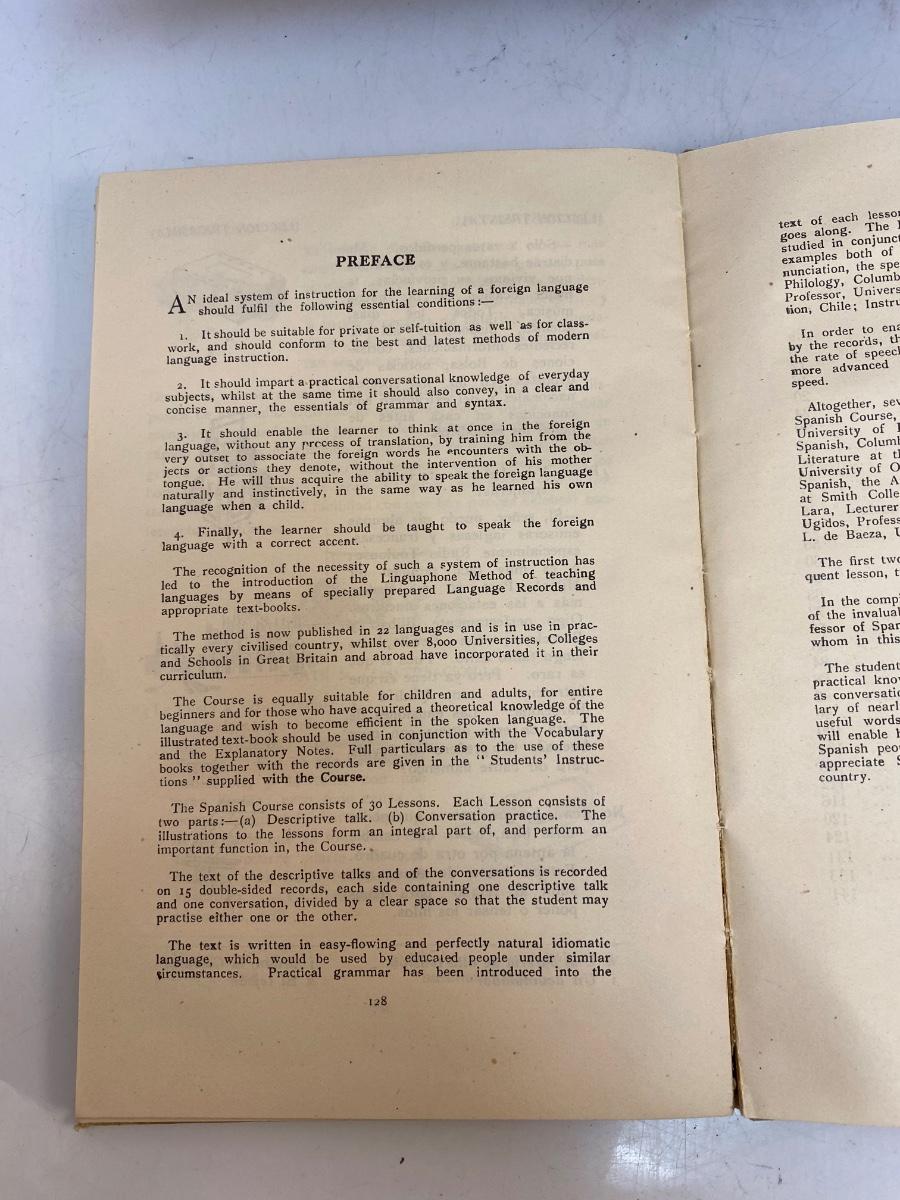 PREFACE
AN ideal system of instruction for the learning of a foreign language
should fulfil the following essential conditions:—
1. It should be suitable for private or self-tuition as well as for class-
work, and should conform to the best and latest methods of modern
language instruction.
2. It should impart a practical conversational knowledge of everyday
subjects, whilst at the same time it should also convey, in a clear and
concise manner, the essentials of grammar and syntax.
3. It should enable the learner to think at once in the foreign
language, without any process of translation, by training him from the
very outset to associate the foreign words he encounters with the ob-
jects or actions they denote, without the intervention of his mother
tongue. He will thus acquire the ability to speak the foreign language
naturally and instinctively, in the same way as he learned his own
language when a child.
4. Finally, the learner should be taught to speak the foreign
language with a correct accent.
The recognition of the necessity of such a system of instruction has
led to the introduction of the Linguaphone Method of teaching
languages by means of specially prepared Language Records and
appropriate text-books.
The method is now published in 22 languages and is in use in prac-
tically every civilised country, whilst over 8,000 Universities, Colleges
and Schools in Great Britain and abroad have incorporated it in their
curriculum.
The Course is equally suitable for children and adults, for entire
beginners and for those who have acquired a theoretical knowledge of the
language and wish to become efficient in the spoken language. The
illustrated text-book should be used in conjunction with the Vocabulary
and the Explanatory Notes. Full particulars as to the use of these
books together with the records are given in the " Students' Instruc-
tions " supplied with the Course.
The Spanish Course consists of 30 Lessons. Each Lesson consists of
two parts:—(a) Descriptive talk. (b) Conversation practice. The
illustrations to the lessons form an integral part of, and perform an
important function in, the Course.
The text of the descriptive talks and of the conversations is recorded
on 15 double-sided records, each side containing one descriptive talk
and one conversation, divided by a clear space so that the student may
practise either one or the other.
The text is written in easy-flowing and perfectly natural idiomatic
language, which would be used by educated people under similar
circumstances. Practical grammar has been introduced into the
128
text of each lesso
goes along. The
studied in conjunct
examples both of
nunciation, the spe
Philology, Columb
Professor, Univers
tion, Chile; Instru
In order to ena
by the records, th
the rate of speec
more advanced
speed.
Altogether, sev
Spanish Course,
University of
Spanish, Columb
Literature at th
University of O
Spanish, the A
at Smith Colle
Lara, Lecturer
Ugidos, Profess
L. de Baeza, U
The first two
quent lesson, t
In the compi
of the invaluab
fessor of Span
whom in this
The student
practical know
as conversatio
lary of nearl
useful words
will enable h
Spanish peop
appreciate S
country.